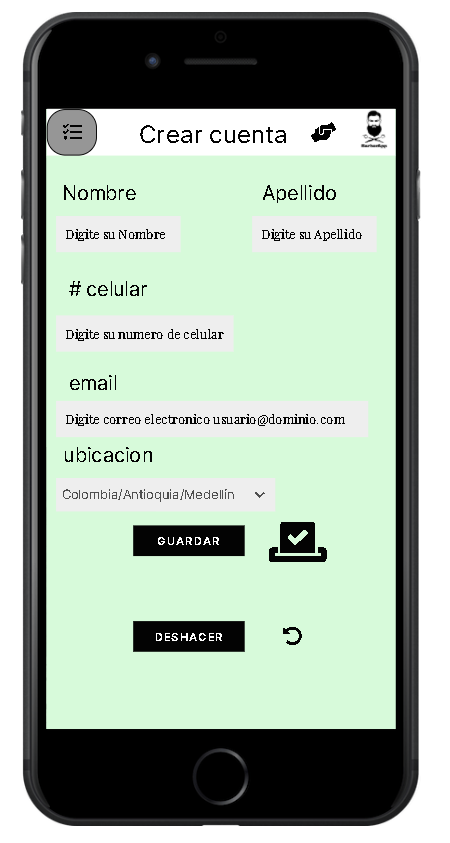 Crear cuenta
Nombre
Apellido
Digite su Nombre
Digite su Apellido
# celular
Digite su numero de celular
email
Digite correo electronico usuario@dominio.com
ubicacion
Colombia/Antioquia/Medellín
GUARDAR
DESHACER